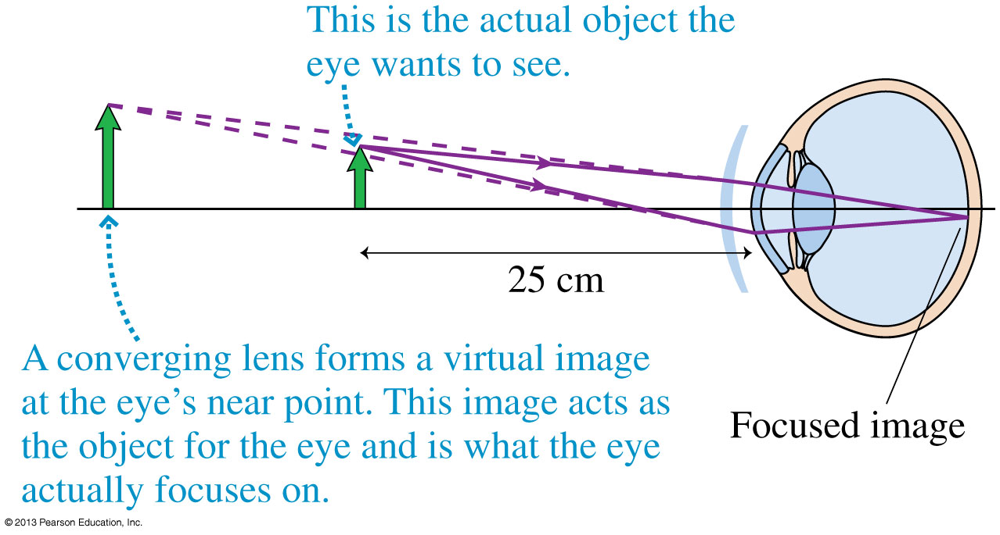 This is the actual object the
eye wants to see.
25 cm
A converging lens forms a virtual image
at the eye’s near point. This image acts as
the object for the eye and is what the eye
actually focuses on.
Focused image
© 2013 Pearson Education, Inc.